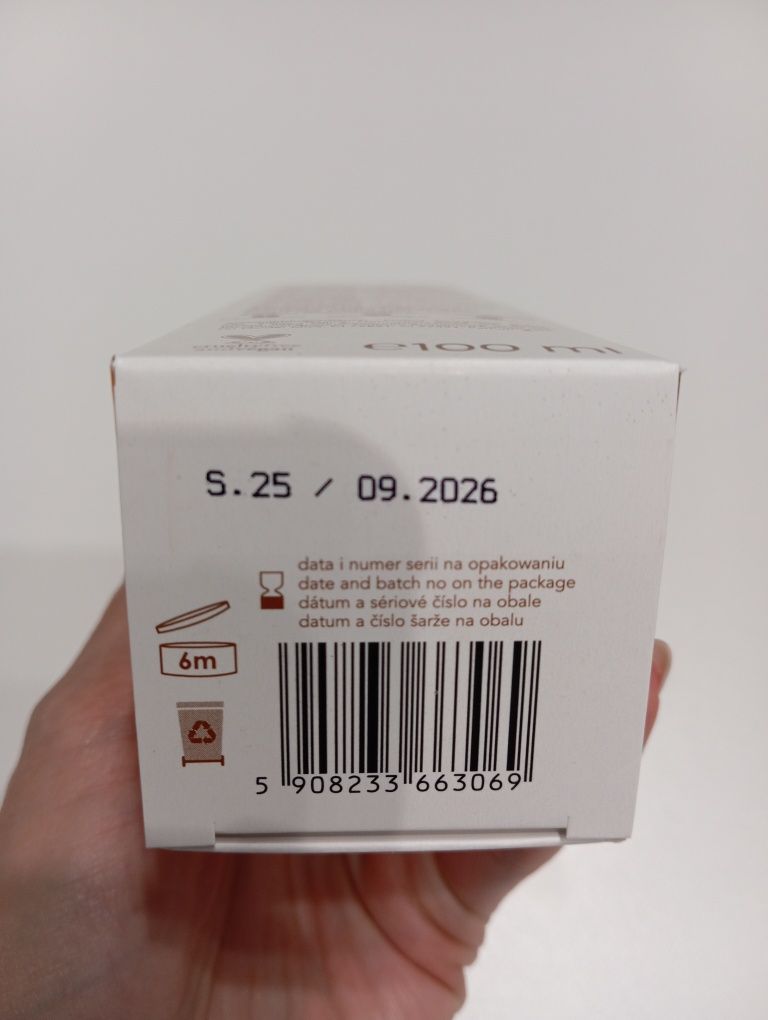 e100 ml
S.25 / 09.2026
data i numer serii na opakowaniu
date and batch no on the package
dátum a sériové číslo na obale
datum a číslo šarže na obalu
6m
5 908233 663069